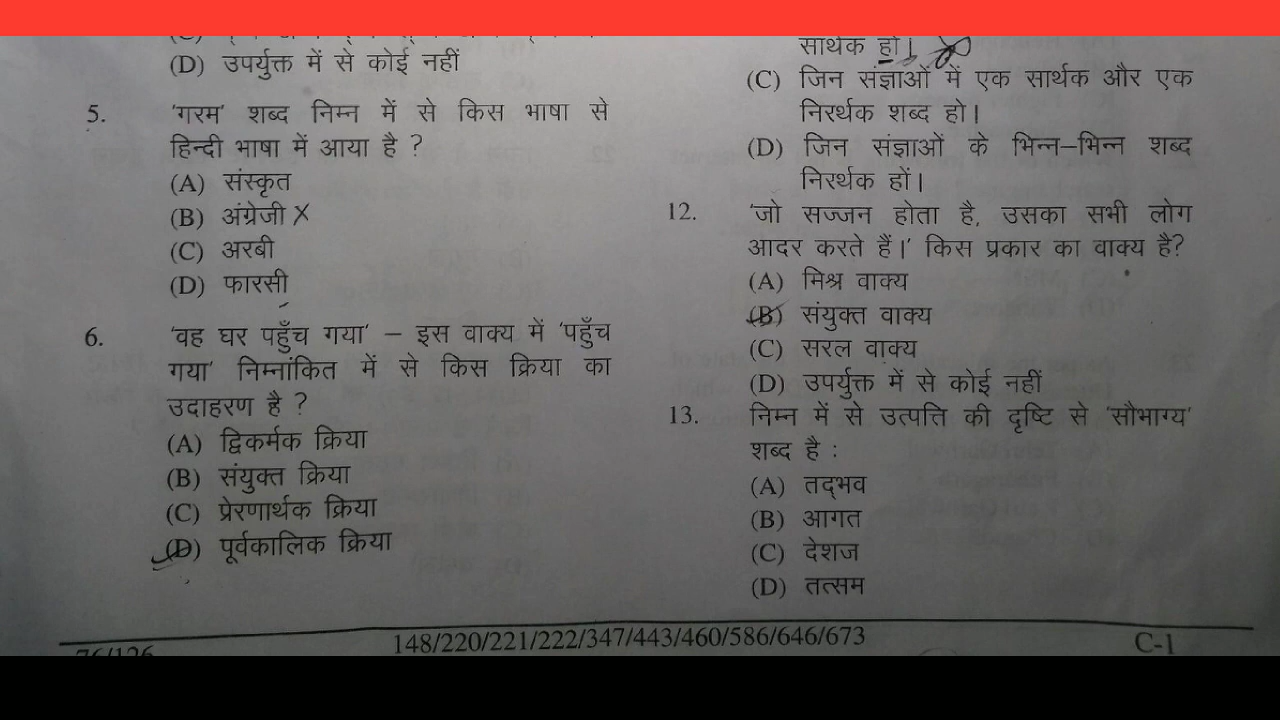 (D) उपर्युक्त में से कोई नहीं
5. 'गरम' शब्द निम्न में से किस भाषा से
हिन्दी भाषा में आया है ?
(A) संस्कृत
(B) अंग्रेजी X
(C) अरबी
(D) फारसी
6. 'वह घर पहुँच गया' – इस वाक्य में 'पहुँच
गया' निम्नांकित में से किस क्रिया का
उदाहरण है ?
(A) द्विकर्मक क्रिया
(B) संयुक्त क्रिया
(C) प्रेरणार्थक क्रिया
(D) पूर्वकालिक क्रिया
सार्थक हो।
(C) जिन संज्ञाओं में एक सार्थक और एक
निरर्थक शब्द हो।
(D) जिन संज्ञाओं के भिन्न–भिन्न शब्द
निरर्थक हों।
12. 'जो सज्जन होता है, उसका सभी लोग
आदर करते हैं।' किस प्रकार का वाक्य है?
(A) मिश्र वाक्य
(B) संयुक्त वाक्य
(C) सरल वाक्य
(D) उपर्युक्त में से कोई नहीं
13. निम्न में से उत्पत्ति की दृष्टि से 'सौभाग्य'
शब्द है :
(A) तद्भव
(B) आगत
(C) देशज
(D) तत्सम
148/220/221/222/347/443/460/586/646/673
C-1